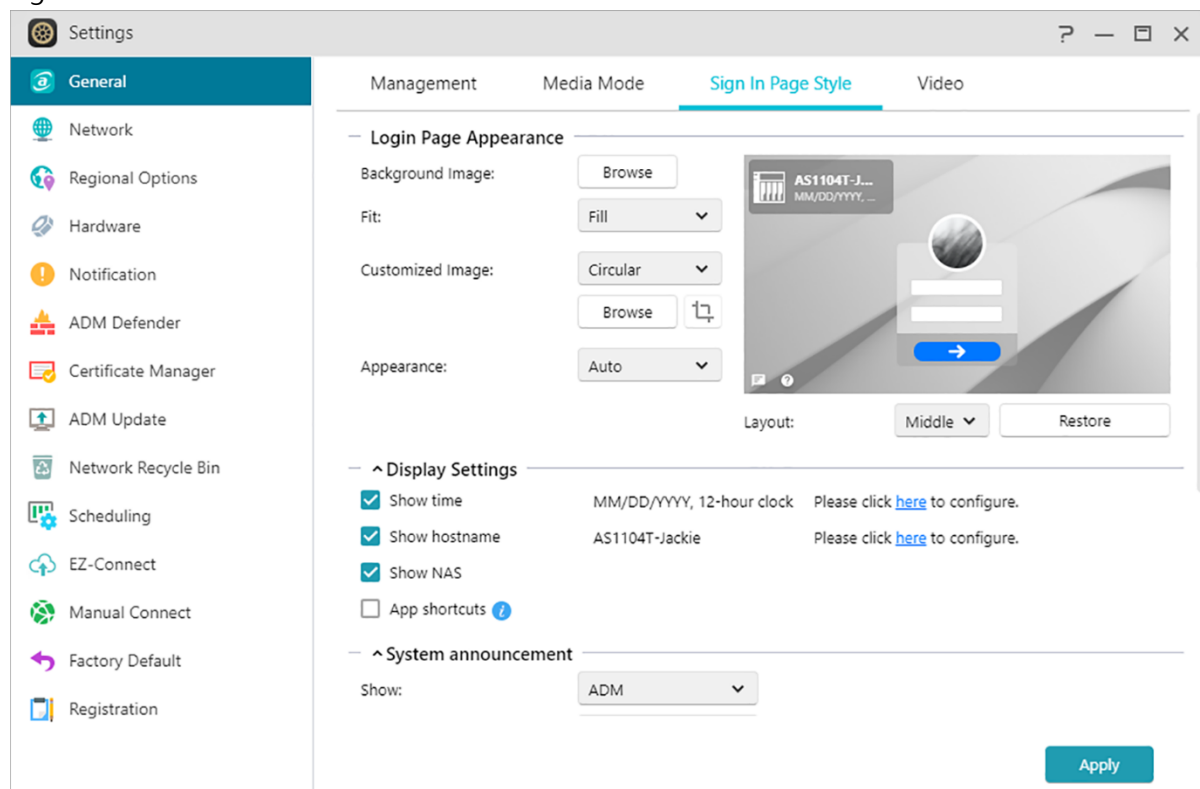 Settings
General
Network
Regional Options
Hardware
Notification
ADM Defender
Certificate Manager
ADM Update
Network Recycle Bin
Scheduling
EZ-Connect
Manual Connect
Factory Default
Registration
Management Media Mode Sign In Page Style Video
Login Page Appearance
Background Image: Browse
Fit: Fill
Customized Image: Circular
Browse
Appearance: Auto
AS1104T-J...
MM/DD/YYYY, ...
Layout: Middle Restore
Display Settings
Show time MM/DD/YYYY, 12-hour clock Please click here to configure.
Show hostname AS1104T-Jackie Please click here to configure.
Show NAS
App shortcuts
System announcement
Show: ADM
Apply